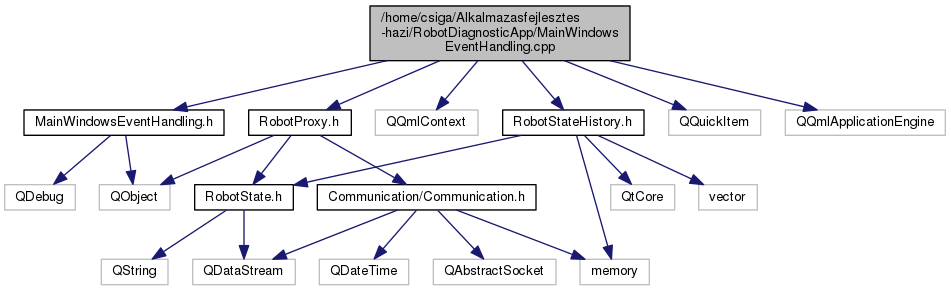 /home/csiga/Alkalmazasfejlesztes
-hazi/RobotDiagnosticApp/MainWindows
EventHandling.cpp
MainWindowsEventHandling.h
RobotProxy.h
QQmlContext
RobotStateHistory.h
QQuickItem
QQmlApplicationEngine
QDebug
QObject
RobotState.h
Communication/Communication.h
QtCore
vector
QString
QDataStream
QDateTime
QAbstractSocket
memory